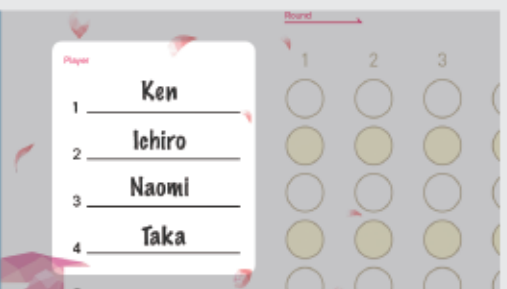 Round
Player
1 2 3
1 Ken
2 Ichiro
3 Naomi
4 Taka